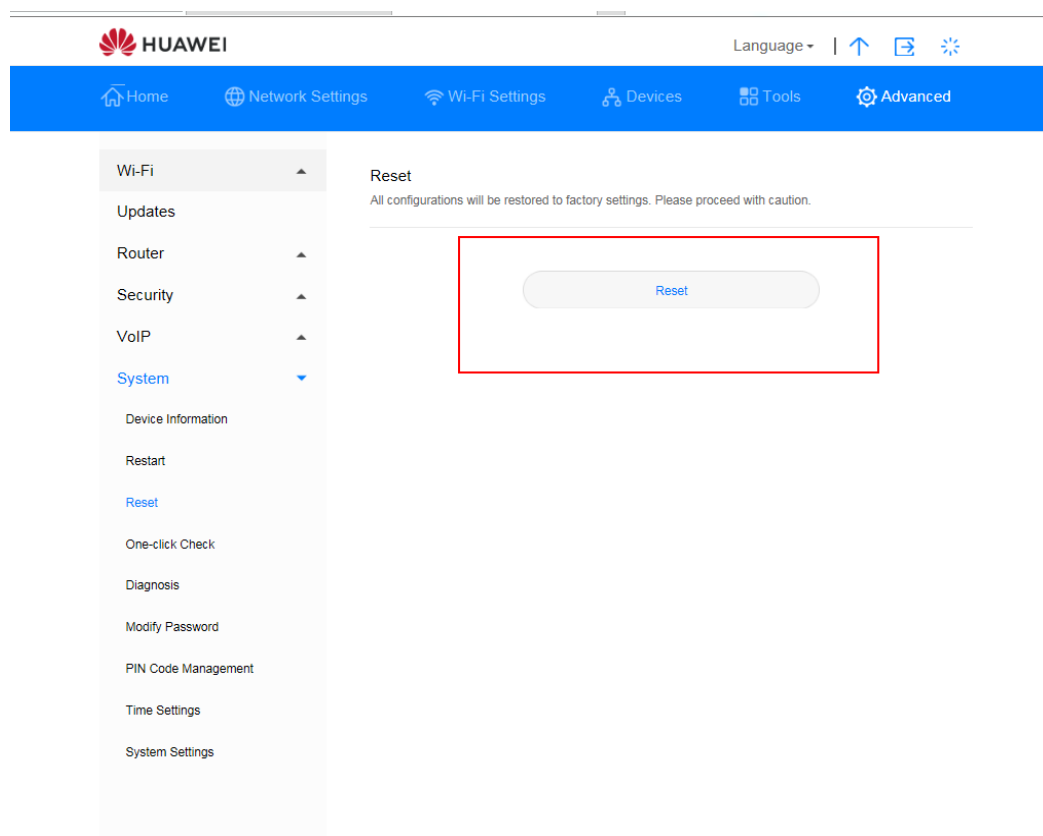 HUAWEI
Language
Home Network Settings Wi-Fi Settings Devices Tools Advanced
Wi-Fi
Updates
Router
Security
VoIP
System
Device Information
Restart
Reset
One-click Check
Diagnosis
Modify Password
PIN Code Management
Time Settings
System Settings
Reset
All configurations will be restored to factory settings. Please proceed with caution.
Reset